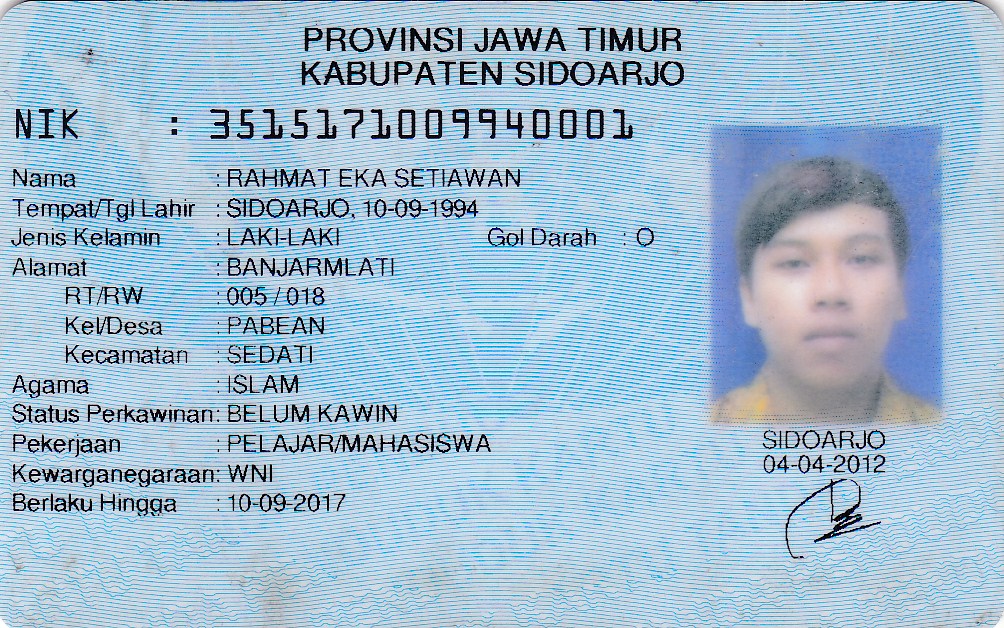 PROVINSI JAWA TIMUR
KABUPATEN SIDOARJO
NIK : 3515171009940001
Nama : RAHMAT EKA SETIAWAN
Tempat/Tgl Lahir : SIDOARJO, 10-09-1994
Jenis Kelamin : LAKI-LAKI Gol Darah : O
Alamat : BANJARMLATI
RT/RW : 005 / 018
Kel/Desa : PABEAN
Kecamatan : SEDATI
Agama : ISLAM
Status Perkawinan: BELUM KAWIN
Pekerjaan : PELAJAR/MAHASISWA
Kewarganegaraan: WNI
Berlaku Hingga : 10-09-2017
SIDOARJO
04-04-2012